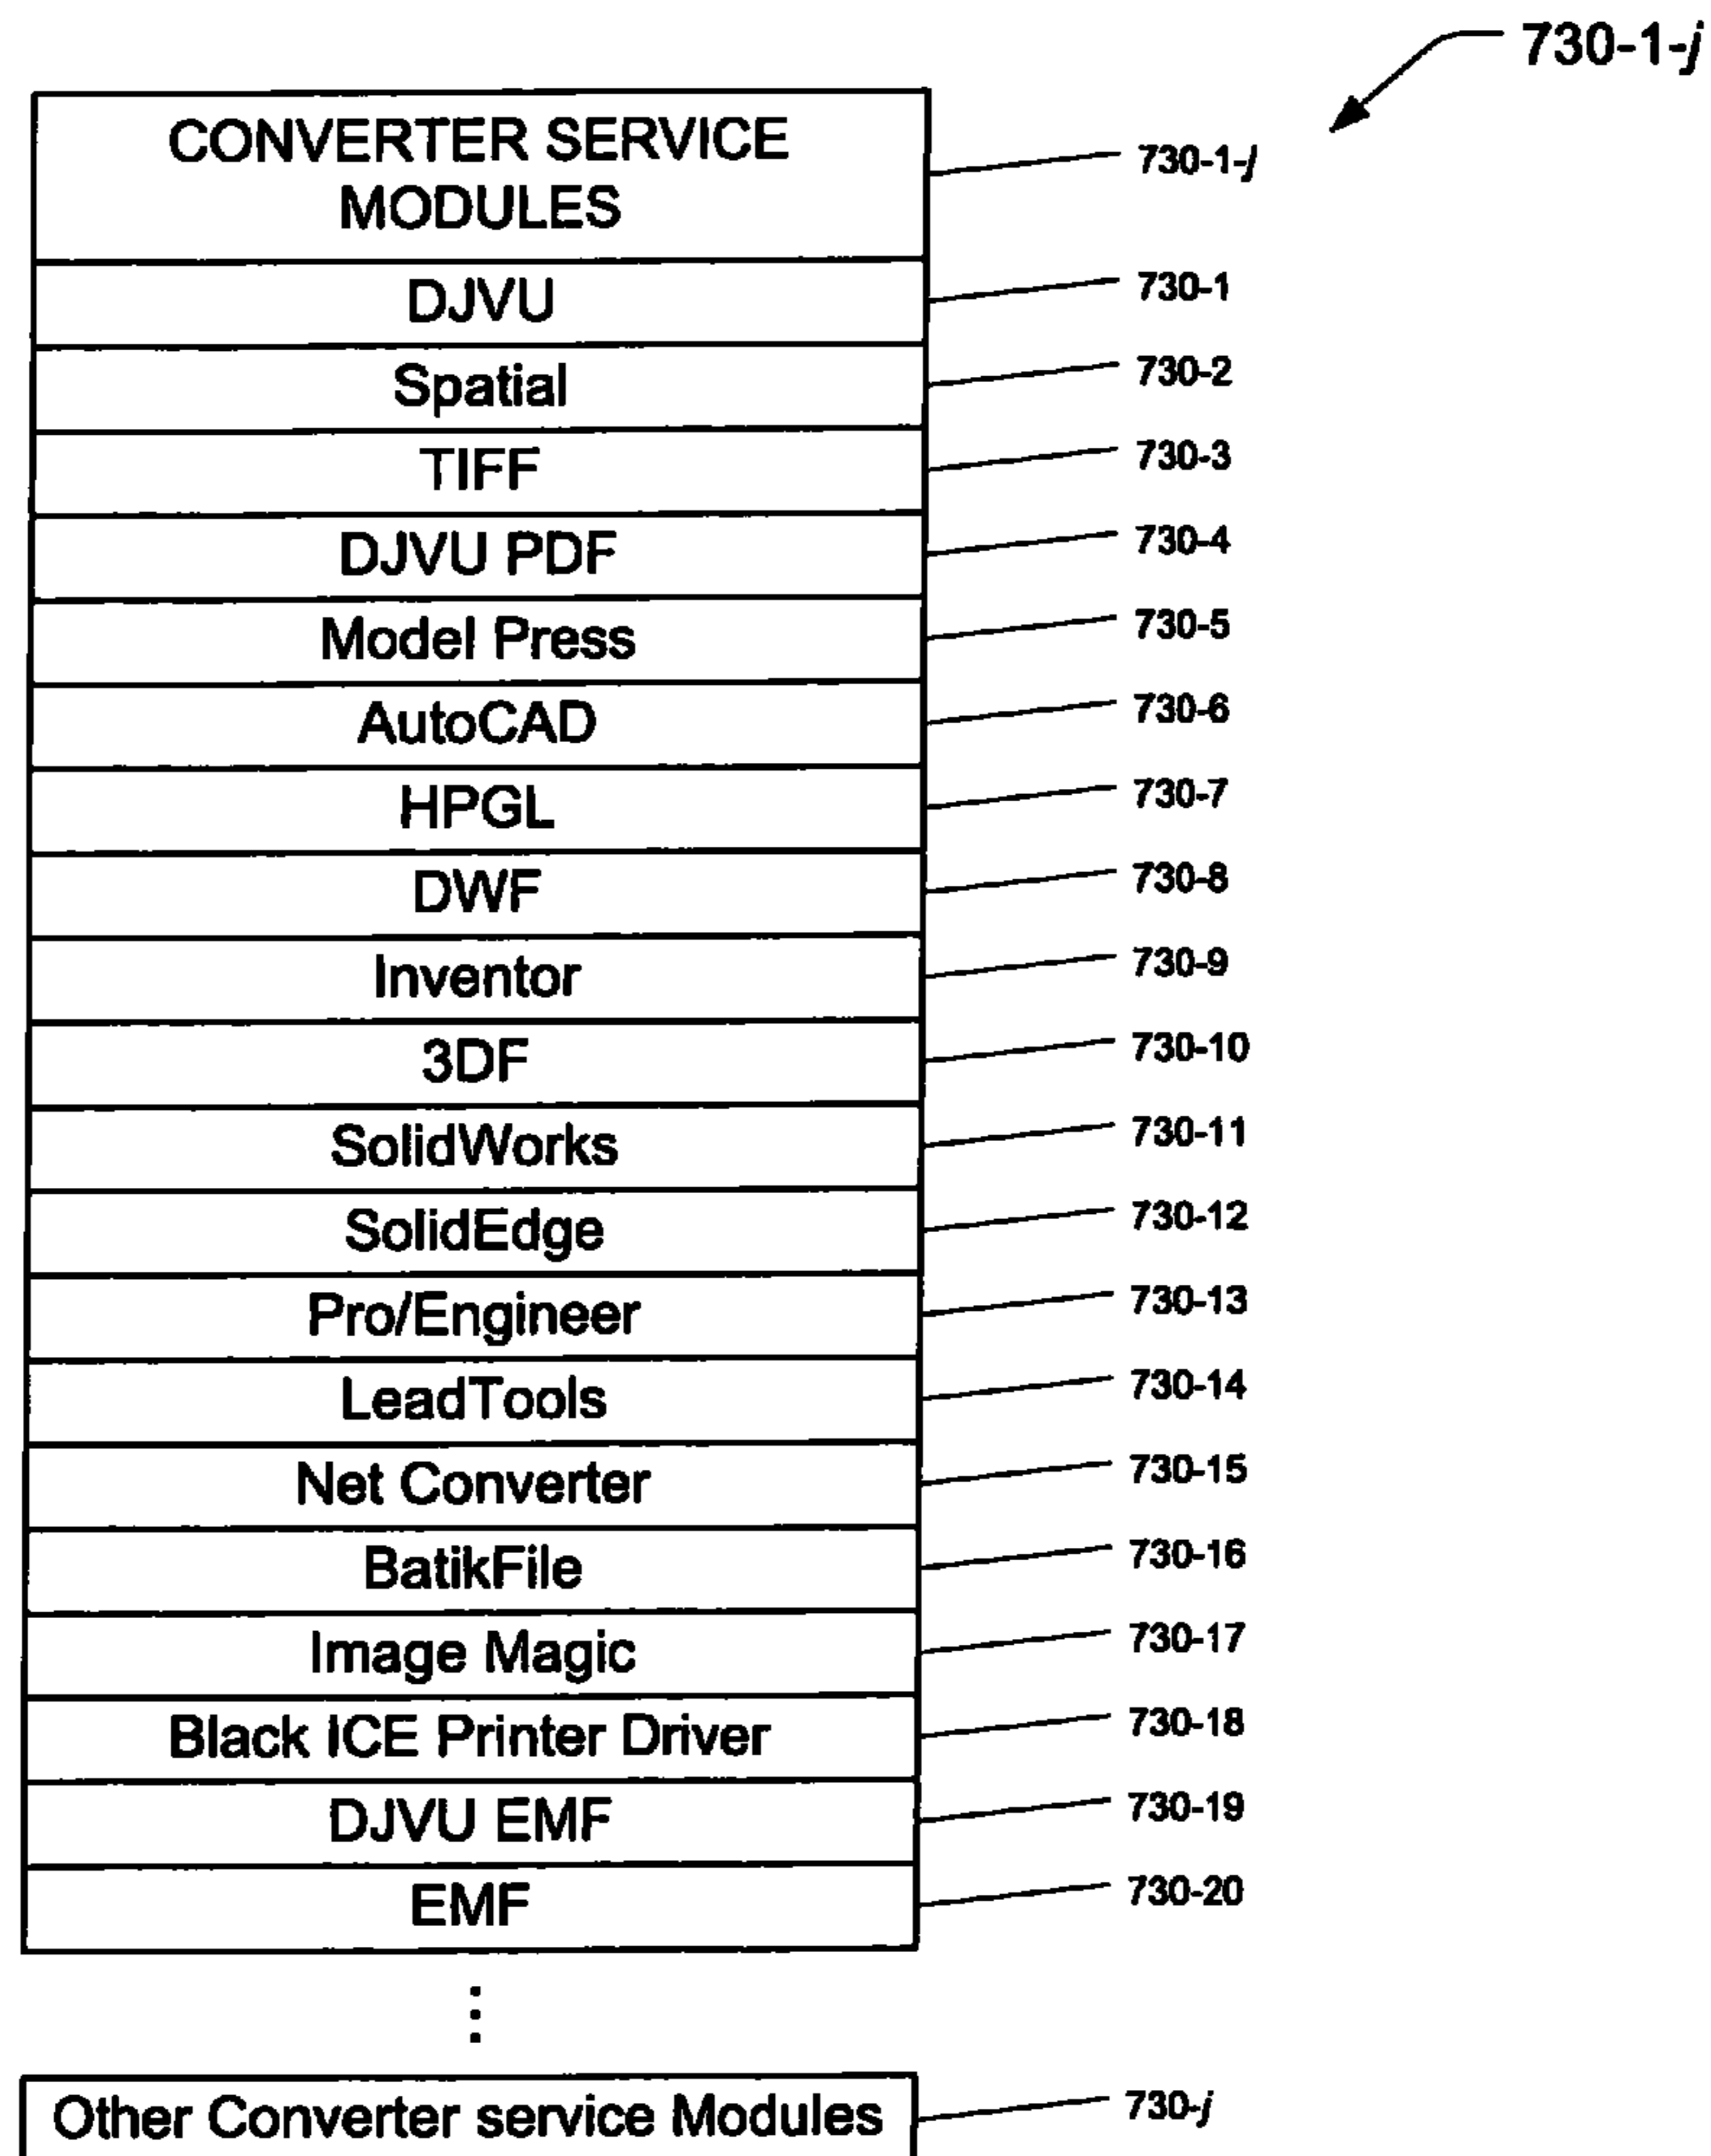 730-1-j
CONVERTER SERVICE
MODULES
730-1-j
DJVU
730-1
Spatial
730-2
TIFF
730-3
DJVU PDF
730-4
Model Press
730-5
AutoCAD
730-6
HPGL
730-7
DWF
730-8
Inventor
730-9
3DF
730-10
SolidWorks
730-11
SolidEdge
730-12
Pro/Engineer
730-13
LeadTools
730-14
Net Converter
730-15
BatikFile
730-16
Image Magic
730-17
Black ICE Printer Driver
730-18
DJVU EMF
730-19
EMF
730-20
⋮
Other Converter service Modules
730-j